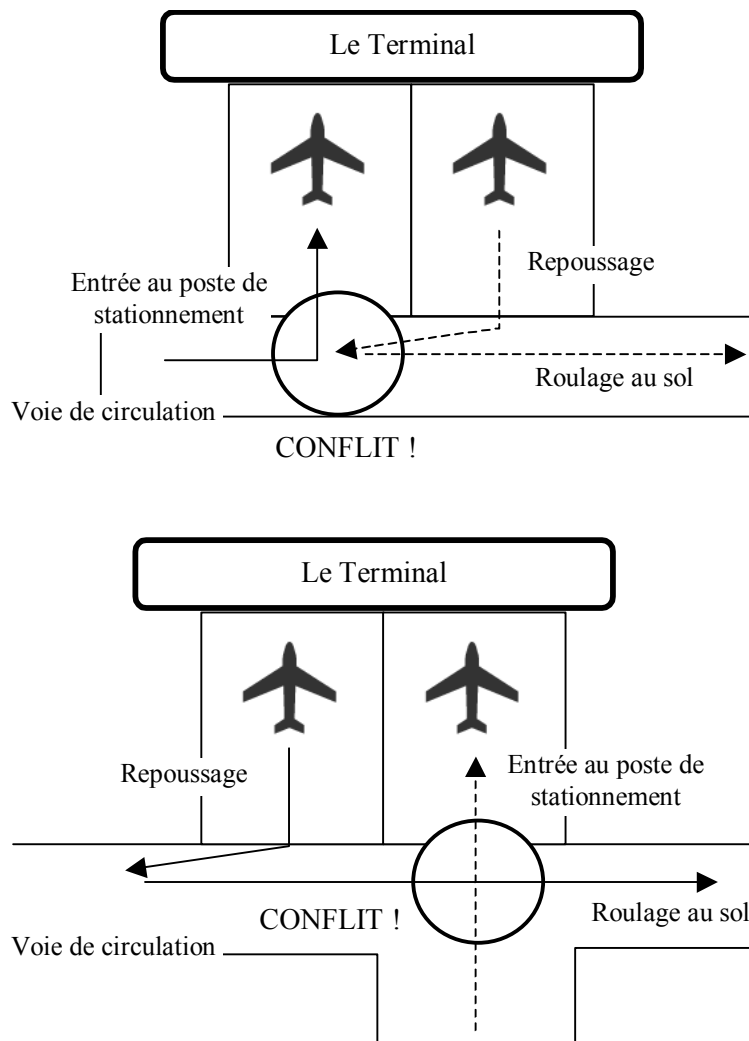 Le Terminal
Repoussage
Entrée au poste de
stationnement
Roulage au sol
Voie de circulation
CONFLIT !
Le Terminal
Entrée au poste de
stationnement
Repoussage
Roulage au sol
CONFLIT !
Voie de circulation